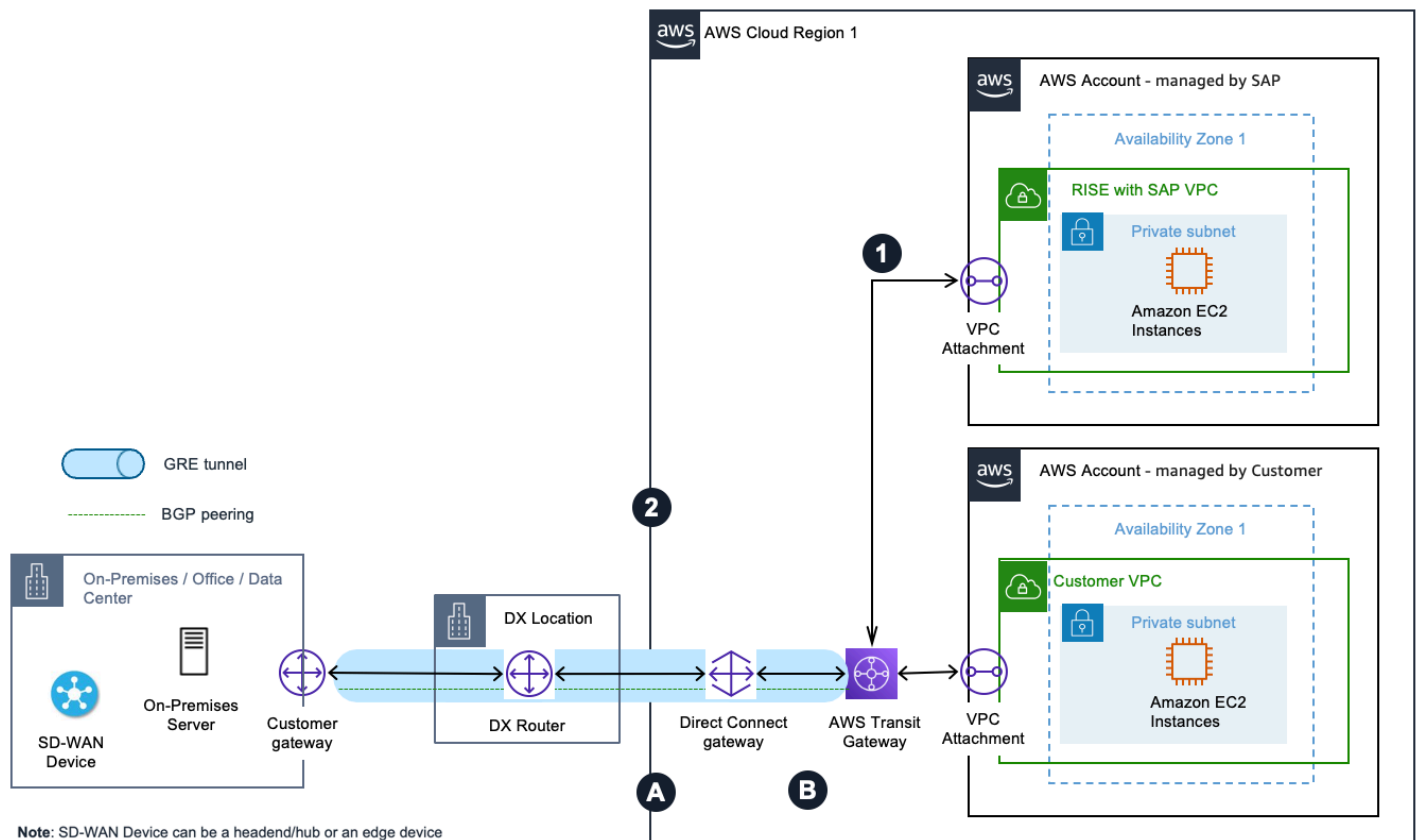 aws
AWS Cloud Region 1
aws
AWS Account - managed by SAP
Availability Zone 1
RISE with SAP VPC
Private subnet
Amazon EC2
Instances
1
VPC
Attachment
GRE tunnel
BGP peering
2
aws
AWS Account - managed by Customer
Availability Zone 1
Customer VPC
Private subnet
Amazon EC2
Instances
VPC
Attachment
On-Premises / Office / Data
Center
SD-WAN
Device
On-Premises
Server
Customer
gateway
DX Location
DX Router
Direct Connect
gateway
AWS Transit
Gateway
A
B
Note: SD-WAN Device can be a headend/hub or an edge device